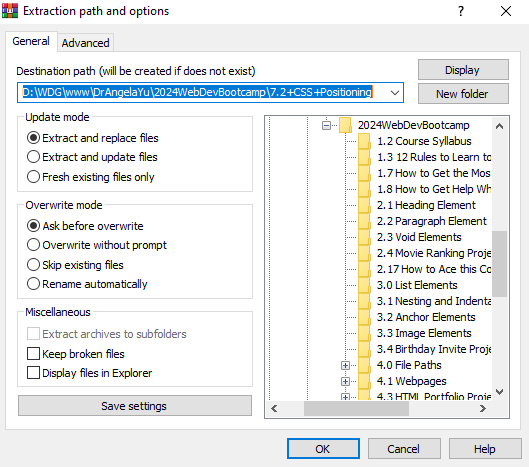 Extraction path and options
General
Advanced
Destination path (will be created if does not exist)
D:\WDG\www\DrAngelaYu\2024WebDevBootcamp\7.2+CSS+Positioning
Display
New folder
Update mode
Extract and replace files
Extract and update files
Fresh existing files only
Overwrite mode
Ask before overwrite
Overwrite without prompt
Skip existing files
Rename automatically
Miscellaneous
Extract archives to subfolders
Keep broken files
Display files in Explorer
Save settings
2024WebDevBootcamp
1.2 Course Syllabus
1.3 12 Rules to Learn to
1.7 How to Get the Mos
1.8 How to Get Help Wh
2.1 Heading Element
2.2 Paragraph Element
2.3 Void Elements
2.4 Movie Ranking Proje
2.17 How to Ace this Co
3.0 List Elements
3.1 Nesting and Indenta
3.2 Anchor Elements
3.3 Image Elements
3.4 Birthday Invite Proje
4.0 File Paths
4.1 Webpages
4.3 HTML Portfolio Projec
OK
Cancel
Help